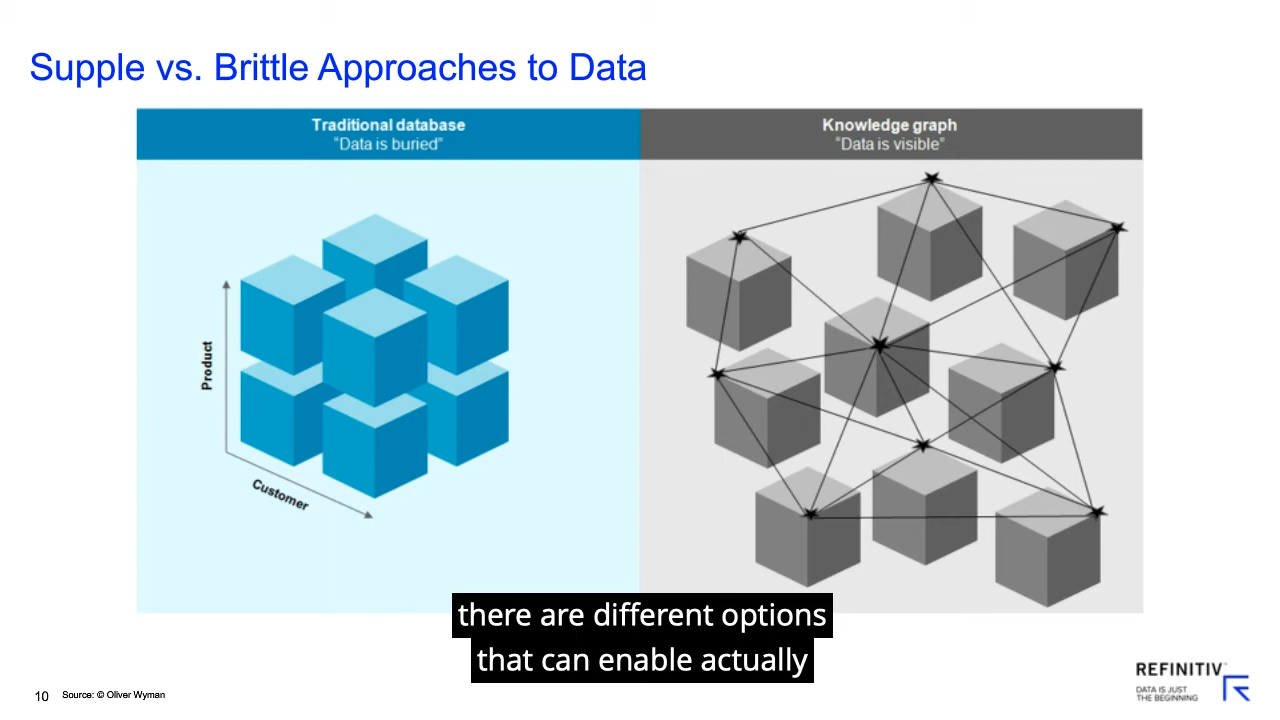 Supple vs. Brittle Approaches to Data
Traditional database
"Data is buried"
Knowledge graph
"Data is visible"
Product
Customer
there are different options
that can enable actually
10 Source: © Oliver Wyman
REFINITIV
DATA IS JUST
THE BEGINNING